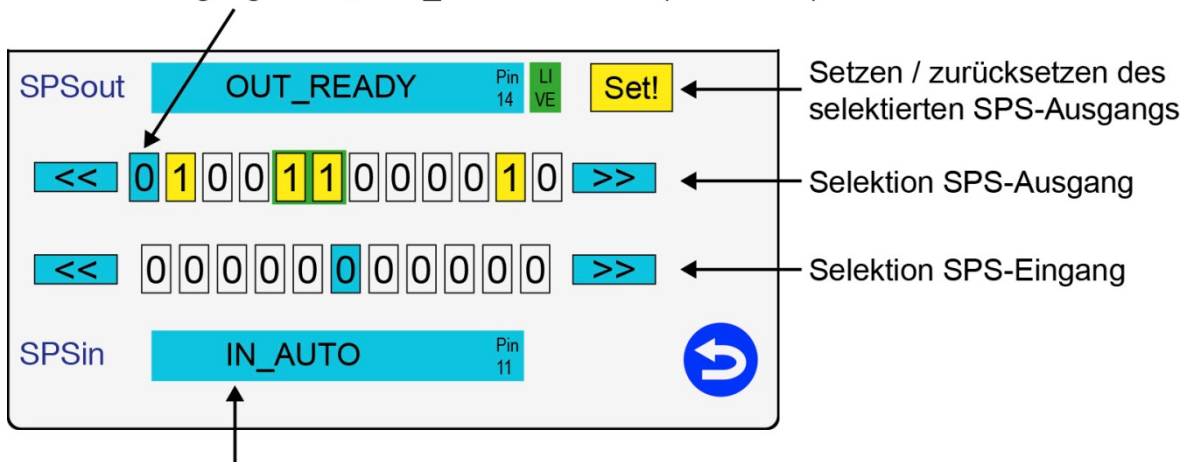 SPSout OUT_READY Pin 14 LI VE Set!
Setzen / zurücksetzen des
selektierten SPS-Ausgangs
<< 0 1 0 0 1 1 0 0 0 0 1 0 >>
Selektion SPS-Ausgang
<< 0 0 0 0 0 0 0 0 0 0 0 >>
Selektion SPS-Eingang
SPSin IN_AUTO Pin 11